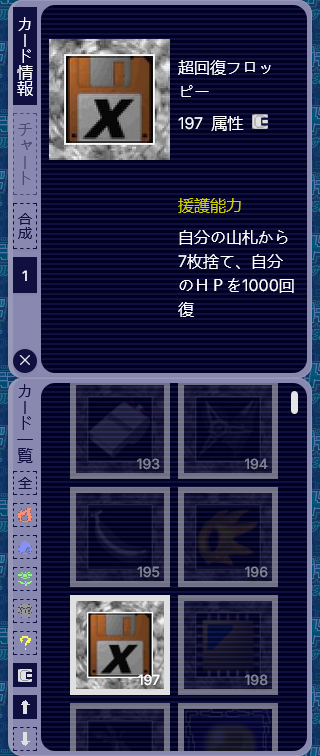 カード情報
チャート
合成
1
X
超回復フロッ
ピー
197 属性
援護能力
自分の山札から
7枚捨て、自分
のＨＰを1000回
復
カード一覧
全
?
193
194
195
196
X
197
198